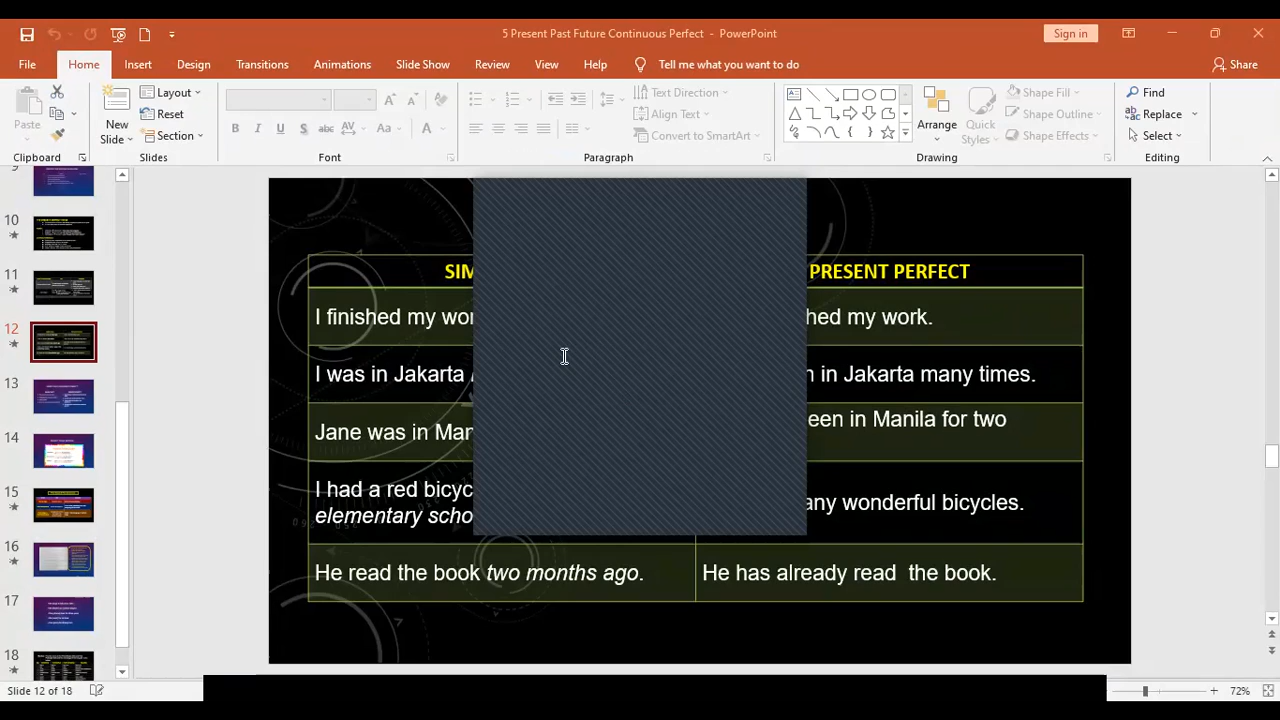 5 Present Past Future Continuous Perfect - PowerPoint
Sign in
File Home Insert Design Transitions Animations Slide Show Review View Help Tell me what you want to do Share
Paste
New Slide
Layout
Reset
Section
B I U S abc AV Aa A
Text Direction
Align Text
Convert to SmartArt
Arrange
Quick Styles
Shape Fill
Shape Outline
Shape Effects
Find
Replace
Select
Clipboard Slides Font Paragraph Drawing Editing
9
10
11
12
13
14
15
16
17
18
SIM
PRESENT PERFECT
I finished my wor
hed my work.
I was in Jakarta
n in Jakarta many times.
Jane was in Man
een in Manila for two
I had a red bicyc
elementary scho
any wonderful bicycles.
He read the book two months ago.
He has already read the book.
Slide 12 of 18
72%